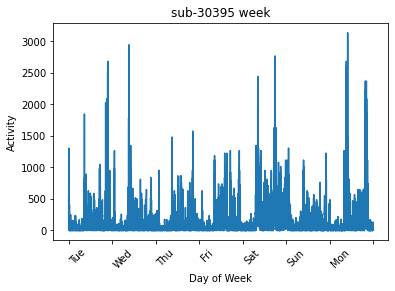 sub-30395 week
3000
2500
2000
1500
1000
500
0
Activity
Tue
Wed
Thu
Fri
Sat
Sun
Mon
Day of Week